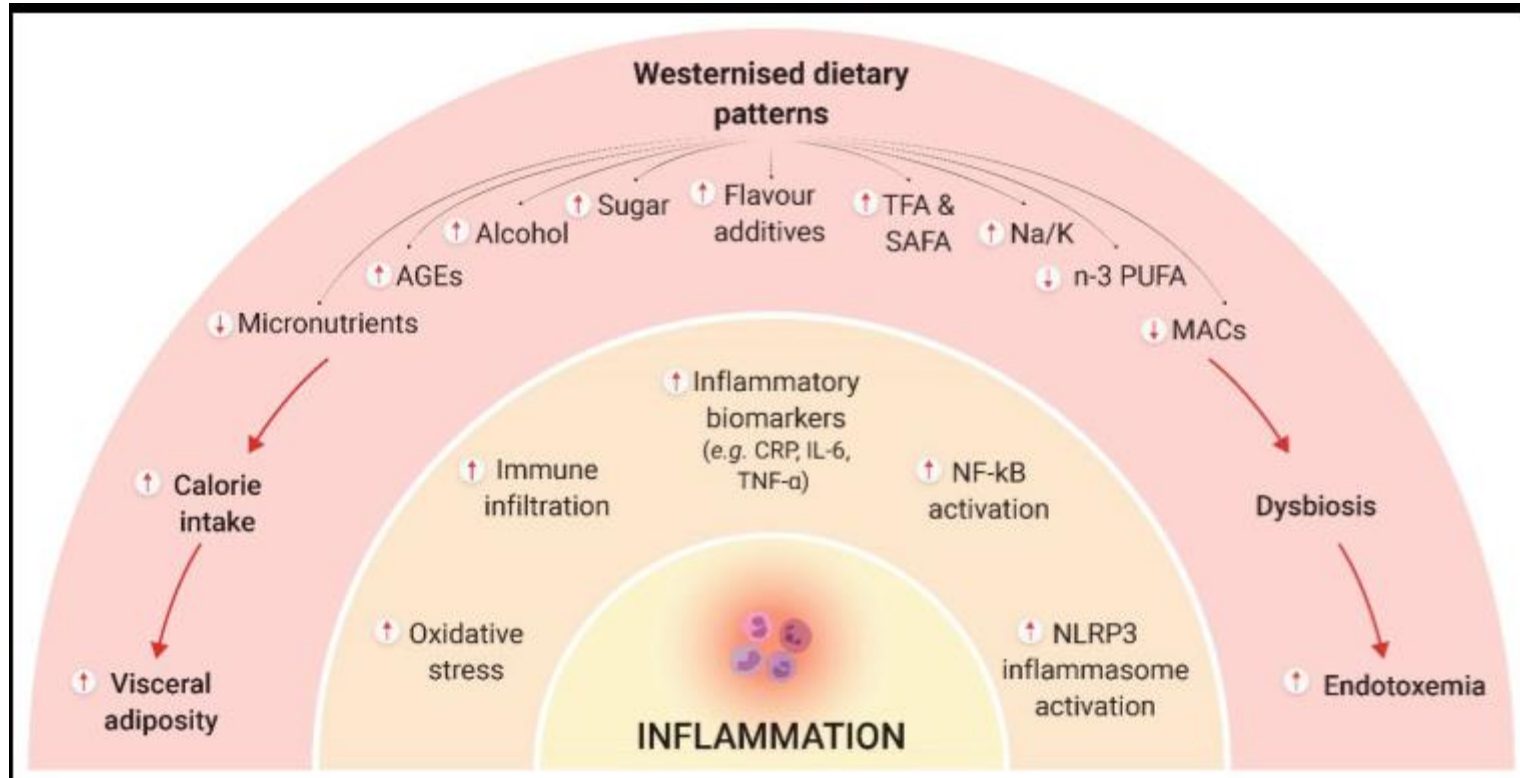 Westernised dietary
patterns
↑ Sugar
↑ Flavour
additives
↑ TFA &
SAFA
↑ Alcohol
↑ Na/K
↑ AGEs
↓ n-3 PUFA
↓ Micronutrients
↓ MACs
↑ Inflammatory
biomarkers
(e.g. CRP, IL-6,
TNF-α)
↑ Immune
infiltration
↑ NF-kB
activation
↑ Calorie
intake
Dysbiosis
↑ Oxidative
stress
↑ NLRP3
inflammasome
activation
↑ Visceral
adiposity
↑ Endotoxemia
INFLAMMATION